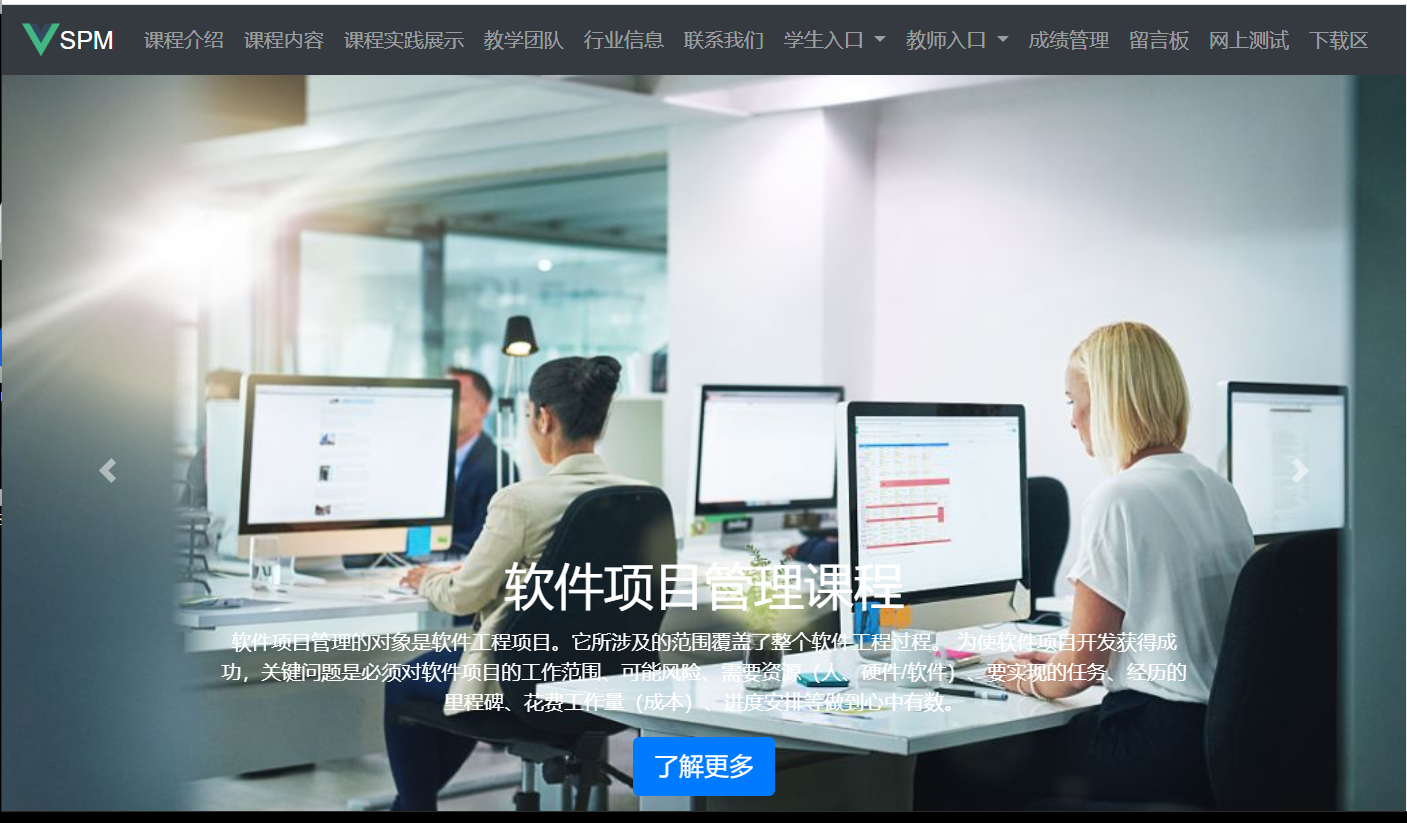 SPM 课程介绍 课程内容 课程实践展示 教学团队 行业信息 联系我们 学生入口 教师入口 成绩管理 留言板 网上测试 下载区
软件项目管理课程
软件项目管理的对象是软件工程项目。它所涉及的范围覆盖了整个软件工程过程。 为使软件项目开发获得成
功，关键问题是必须对软件项目的工作范围、可能风险、需要资源（人、硬件/软件）、要实现的任务、经历的
里程碑、花费工作量（成本）、进度安排等做到心中有数。
了解更多